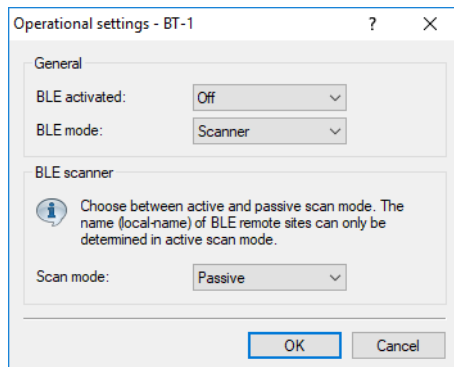 Operational settings - BT-1
General
BLE activated: Off
BLE mode: Scanner
BLE scanner
Choose between active and passive scan mode. The
name (local-name) of BLE remote sites can only be
determined in active scan mode.
Scan mode: Passive
OK Cancel